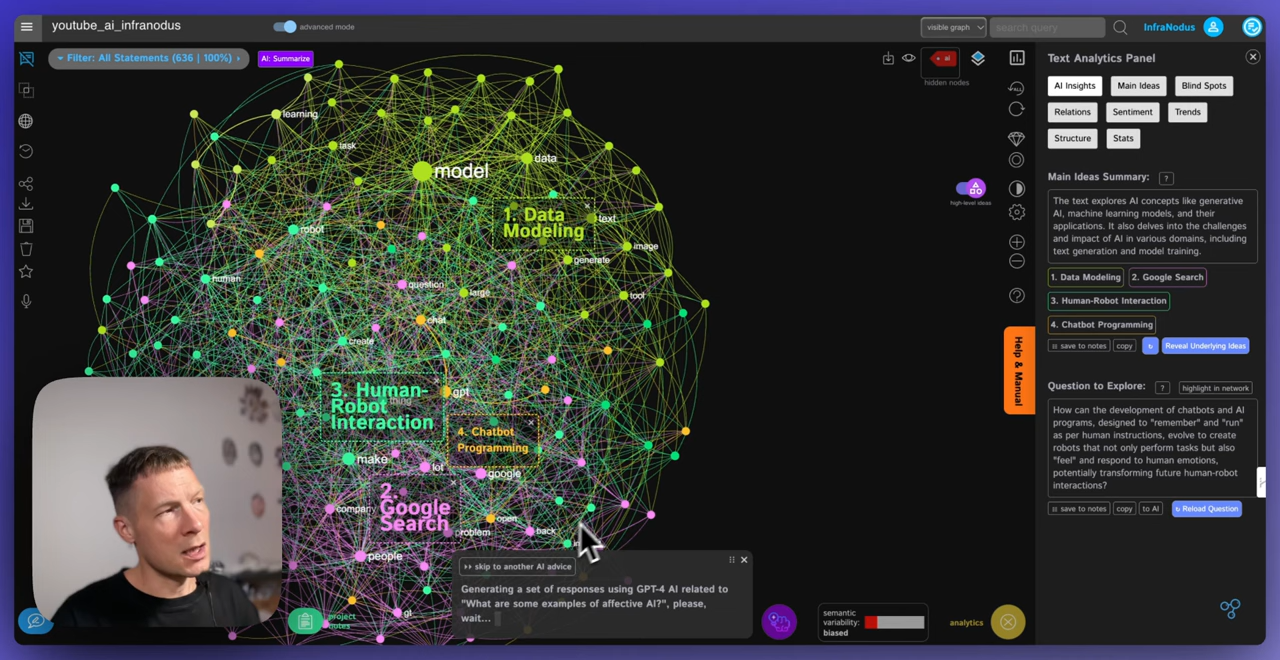 youtube_ai_infranodus
advanced mode
visible graph
search query
InfraNodus
Filter: All Statements (636 | 100%)
AI: Summarize
ai
hidden nodes
high-level ideas
learning
task
model
data
1. Data
Modeling
text
robot
image
generate
human
question
large
tool
chat
create
3. Human-
Robot
Interaction
thing
gpt
4. Chatbot
Programming
make
lot
google
2.
Google
Search
company
open
problem
back
people
gt
project
notes
skip to another AI advice
Generating a set of responses using GPT-4 AI related to
"What are some examples of affective AI?", please,
wait...
semantic
variability:
biased
analytics
Help & Manual
Text Analytics Panel
AI Insights
Main Ideas
Blind Spots
Relations
Sentiment
Trends
Structure
Stats
Main Ideas Summary:
?
The text explores AI concepts like generative
AI, machine learning models, and their
applications. It also delves into the challenges
and impact of AI in various domains, including
text generation and model training.
1. Data Modeling
2. Google Search
3. Human-Robot Interaction
4. Chatbot Programming
save to notes
copy
Reveal Underlying Ideas
Question to Explore:
?
highlight in network
How can the development of chatbots and AI
programs, designed to "remember" and "run"
as per human instructions, evolve to create
robots that not only perform tasks but also
"feel" and respond to human emotions,
potentially transforming future human-robot
interactions?
save to notes
copy
to AI
Reload Question